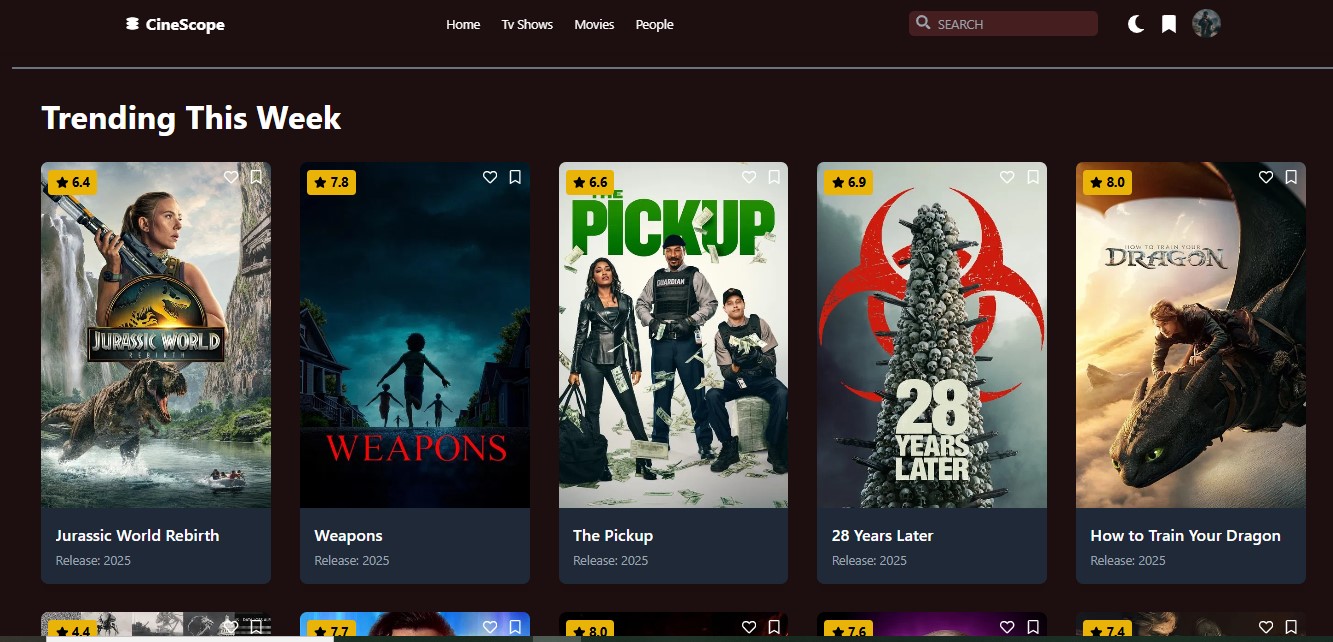 CineScope
Home Tv Shows Movies People
SEARCH
Trending This Week
6.4
7.8
6.6
6.9
8.0
JURASSIC WORLD
REBIRTH
WEAPONS
THE
PICKUP
GUARDIAN
28
YEARS
LATER
HOW TO TRAIN YOUR
DRAGON
Jurassic World Rebirth
Release: 2025
Weapons
Release: 2025
The Pickup
Release: 2025
28 Years Later
Release: 2025
How to Train Your Dragon
Release: 2025
4.4
7.7
8.0
7.6
7.4